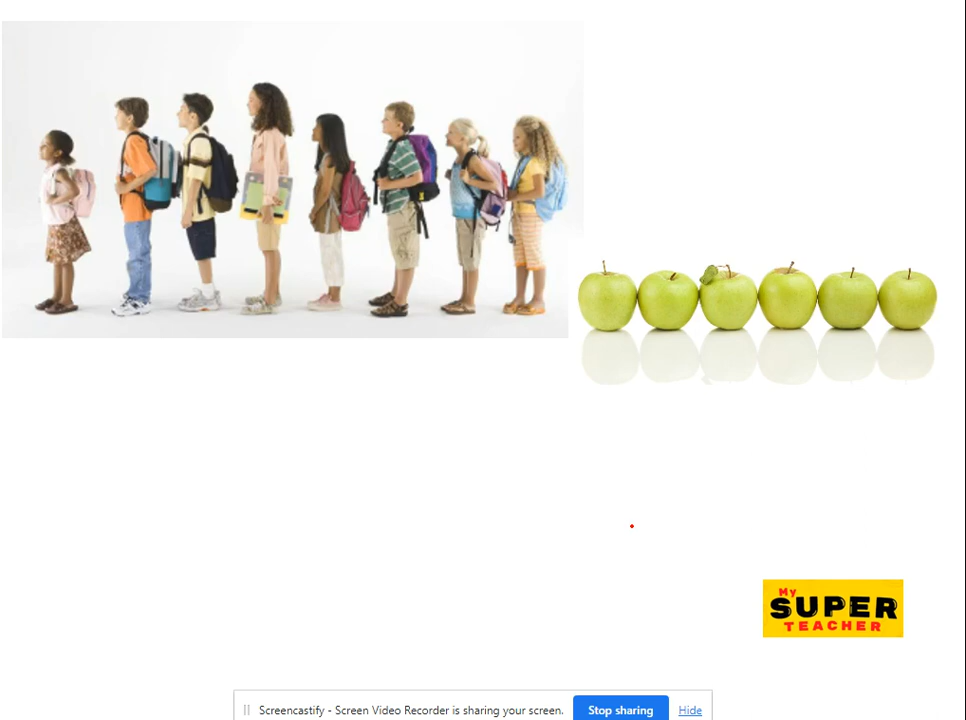 My
SUPER
TEACHER
|| Screencastify - Screen Video Recorder is sharing your screen. Stop sharing Hide